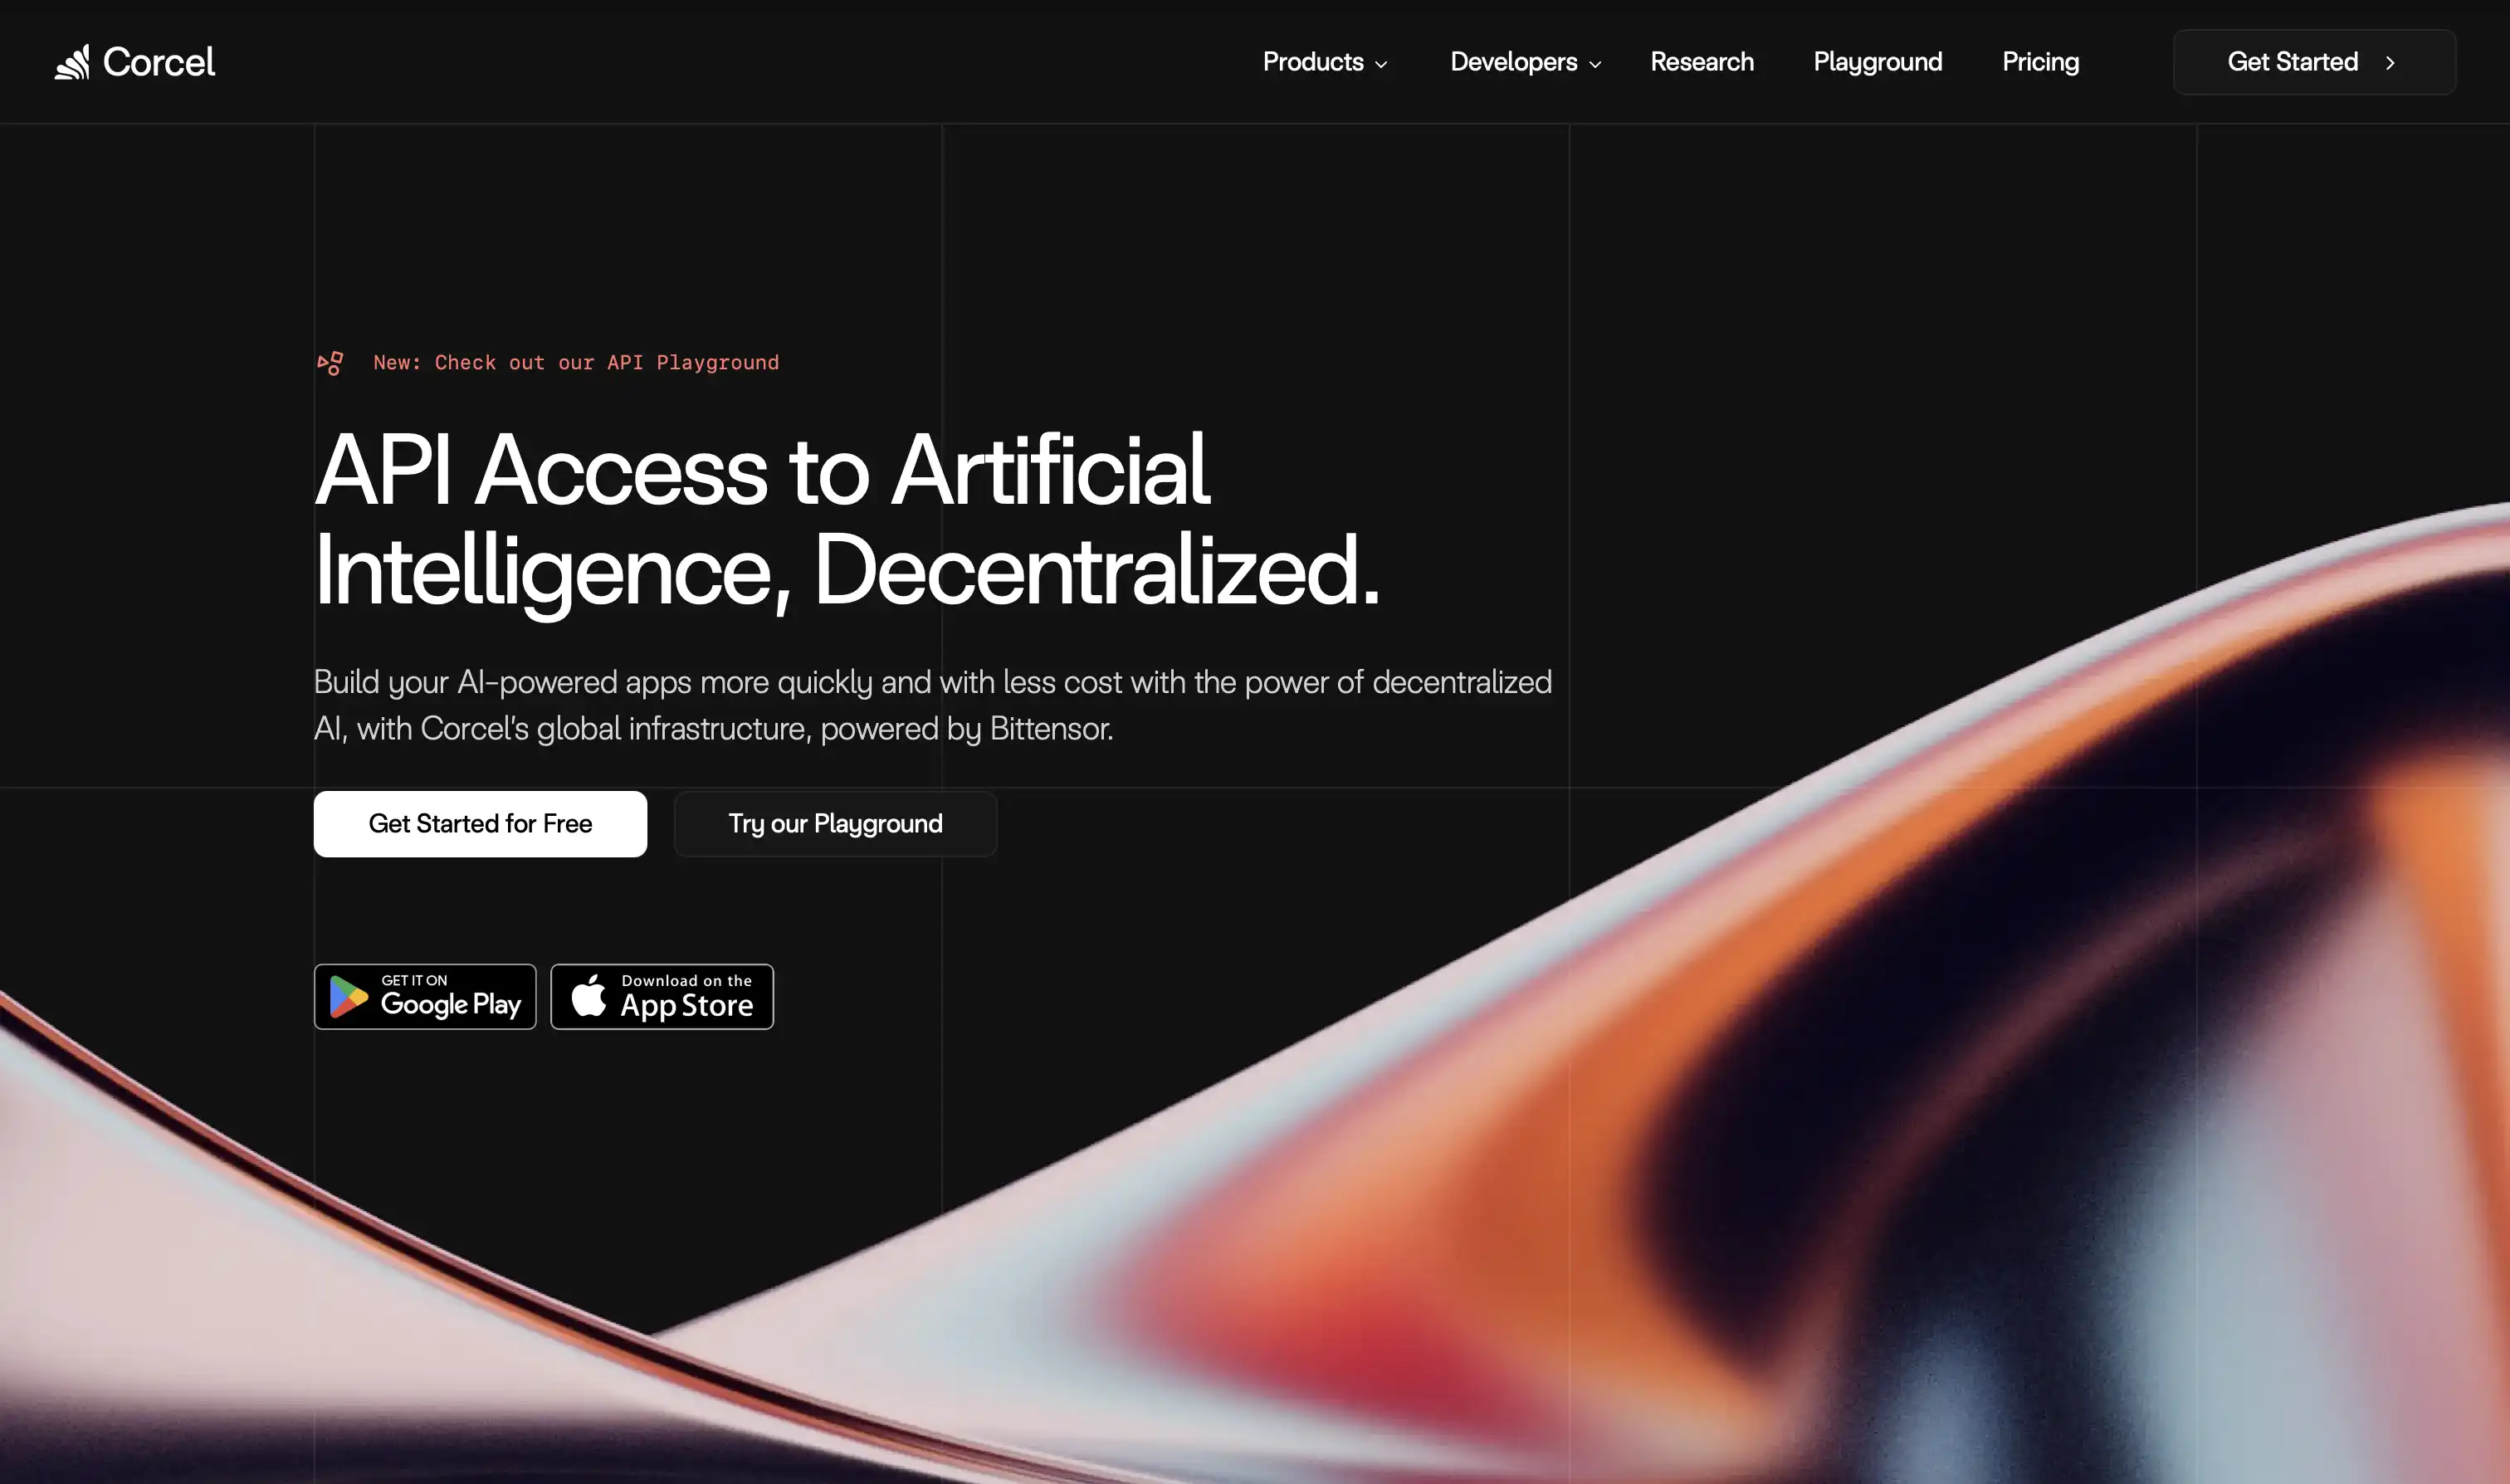 Corcel
Products
Developers
Research
Playground
Pricing
Get Started
New: Check out our API Playground
API Access to Artificial
Intelligence, Decentralized.
Build your AI-powered apps more quickly and with less cost with the power of decentralized
AI, with Corcel's global infrastructure, powered by Bittensor.
Get Started for Free
Try our Playground
GET IT ON
Google Play
Download on the
App Store